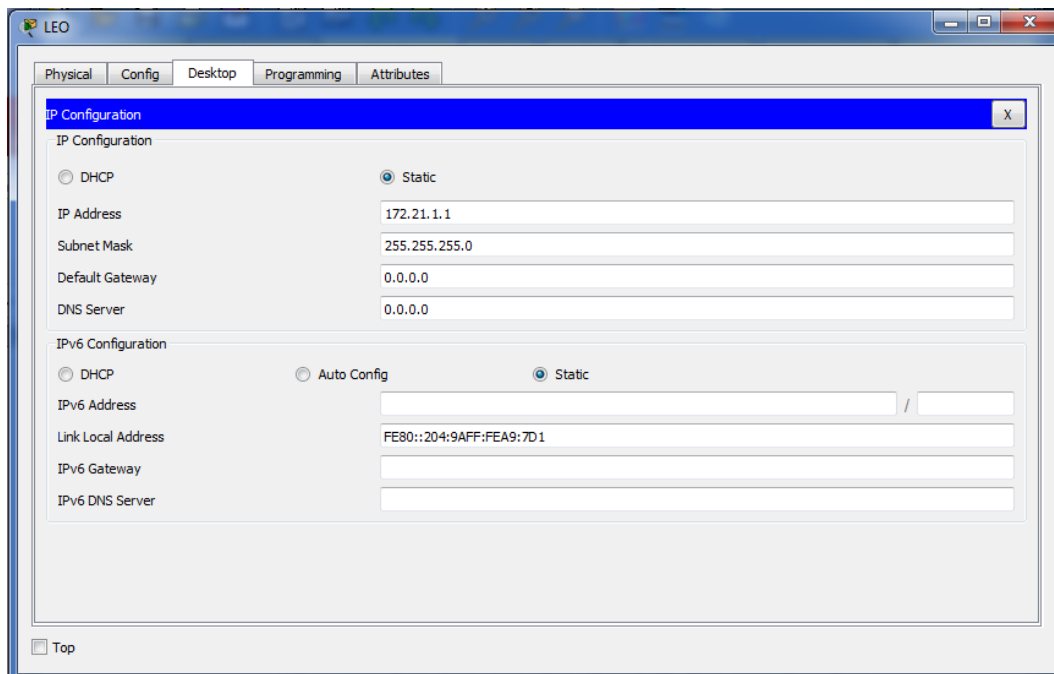 LEO
Physical Config Desktop Programming Attributes
IP Configuration X
IP Configuration
DHCP Static
IP Address 172.21.1.1
Subnet Mask 255.255.255.0
Default Gateway 0.0.0.0
DNS Server 0.0.0.0
IPv6 Configuration
DHCP Auto Config Static
IPv6 Address /
Link Local Address FE80::204:9AFF:FEA9:7D1
IPv6 Gateway
IPv6 DNS Server
Top